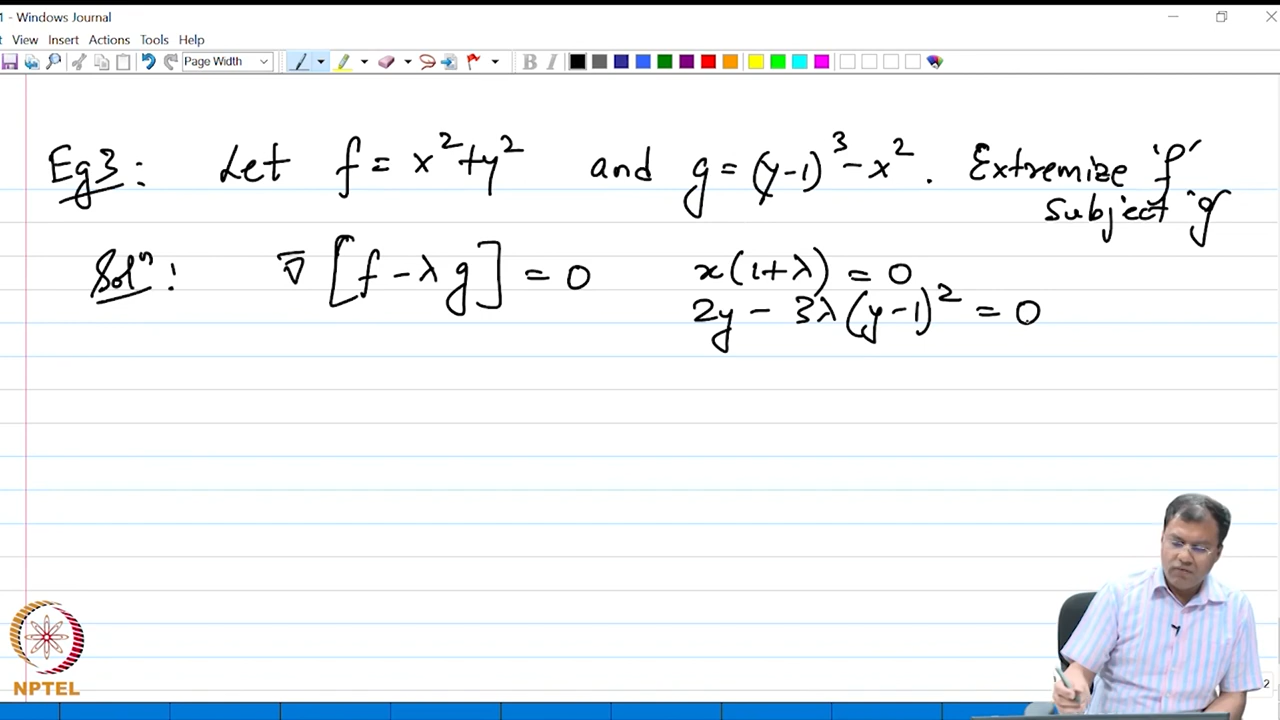 1 - Windows Journal
t View Insert Actions Tools Help
Page Width B I
Eg3: Let f = x²+y² and g = (y-1)³-x². Extremize 'f'
Subject 'g'
Solⁿ: ∇̅ [f - λg] = 0 x(1+λ) = 0
2y - 3λ(y-1)² = 0
NPTEL
2